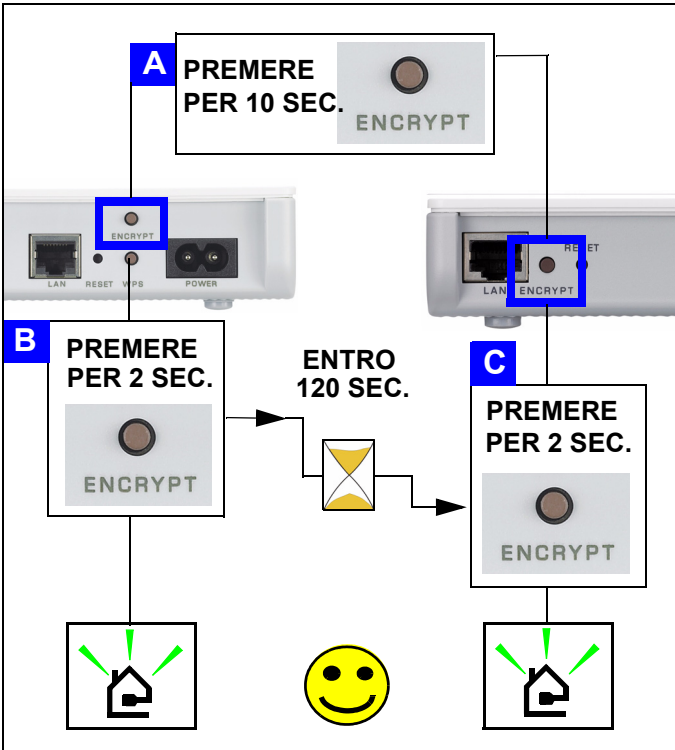 A
PREMERE
PER 10 SEC.
ENCRYPT
ENCRYPT
LAN RESET WPS POWER
RESET
LAN ENCRYPT
B
PREMERE
PER 2 SEC.
ENCRYPT
ENTRO
120 SEC.
C
PREMERE
PER 2 SEC.
ENCRYPT